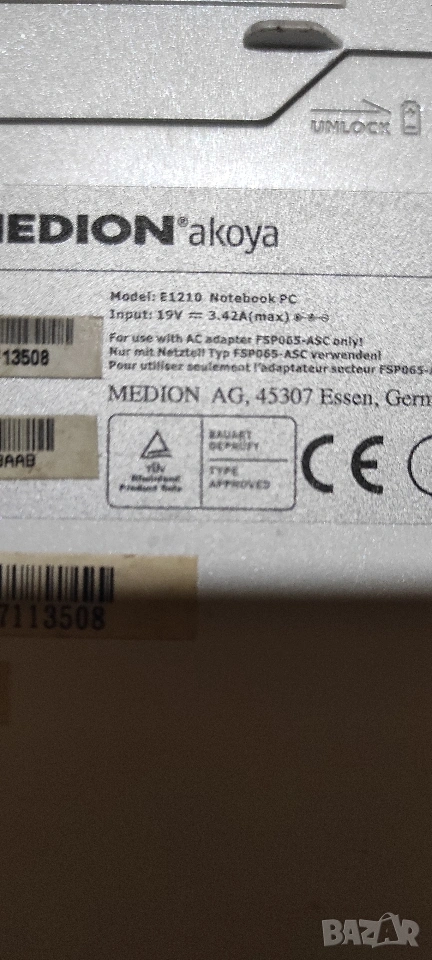 UNLOCK
MEDION®akoya
Model: E1210 Notebook PC
Input: 19V ⎓ 3.42A(max)
For use with AC adapter FSP065-ASC only!
Nur mit Netzteil Typ FSP065-ASC verwenden!
Pour utiliser seulement l'adaptateur secteur FSP065-A
13508
MEDION AG, 45307 Essen, Germ
BAUART
GEPRÜFT
TÜV
Rheinland
Product Safety
TYPE
APPROVED
CE
AAB
7113508
BAZAR